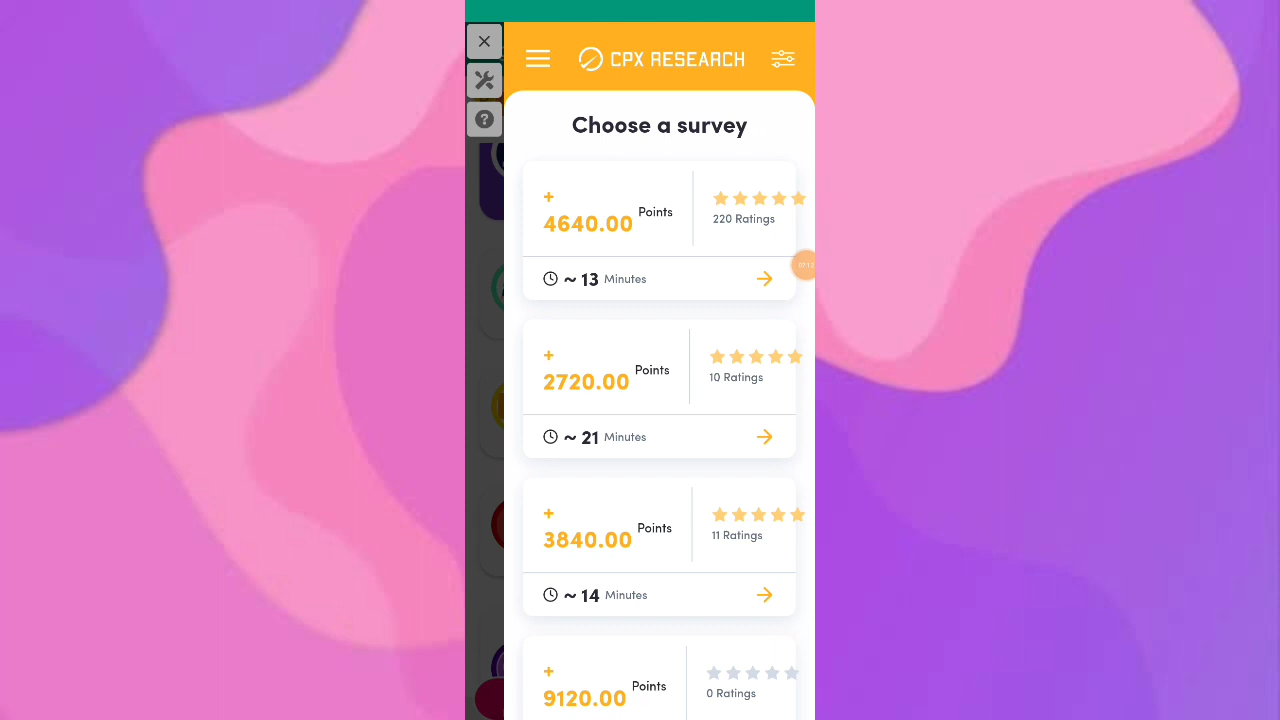 CPX RESEARCH
Choose a survey
+
4640.00 Points
220 Ratings
~ 13 Minutes
+
2720.00 Points
10 Ratings
~ 21 Minutes
+
3840.00 Points
11 Ratings
~ 14 Minutes
+
9120.00 Points
0 Ratings